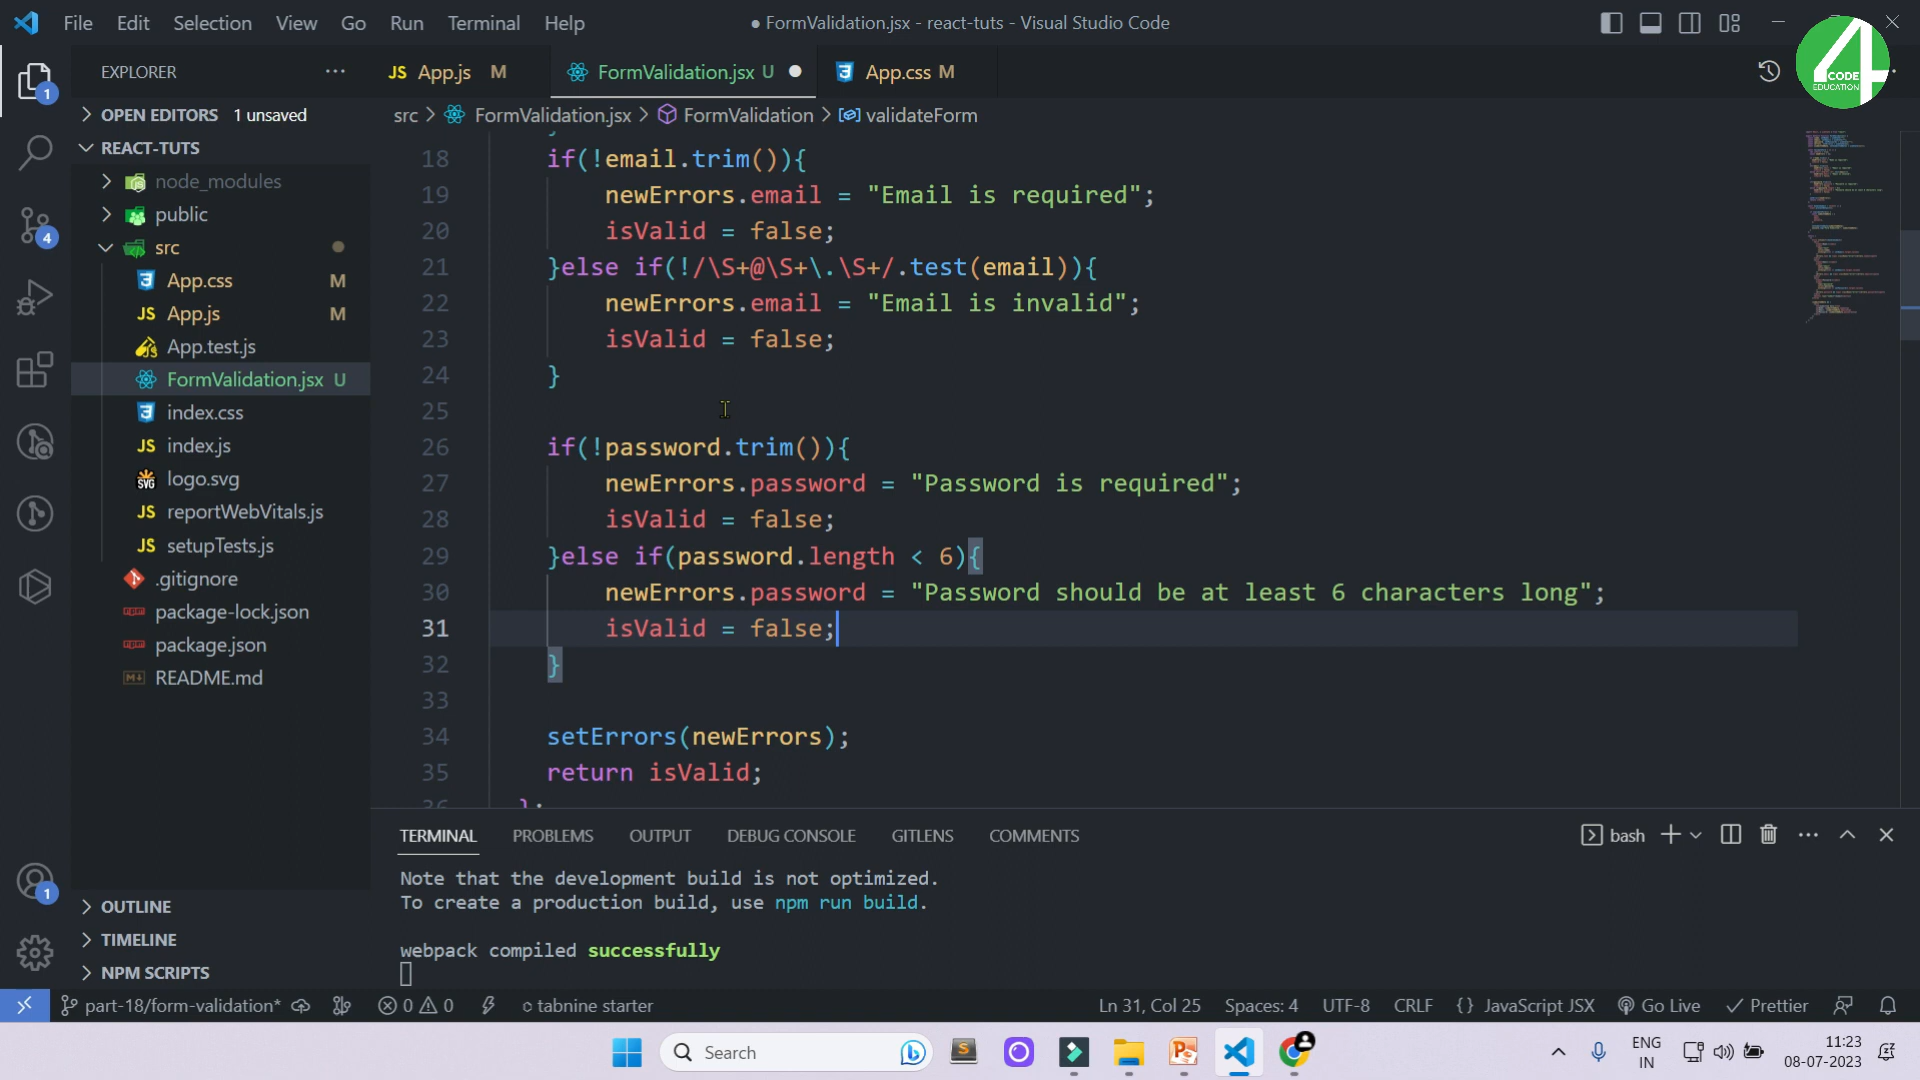 File Edit Selection View Go Run Terminal Help
● FormValidation.jsx - react-tuts - Visual Studio Code
4 CODE EDUCATION
EXPLORER
JS App.js M
FormValidation.jsx U
App.css M
OPEN EDITORS 1 unsaved
src > FormValidation.jsx > FormValidation > validateForm
REACT-TUTS
node_modules
public
src
App.css M
JS App.js M
App.test.js
FormValidation.jsx U
index.css
JS index.js
logo.svg
JS reportWebVitals.js
JS setupTests.js
.gitignore
package-lock.json
package.json
README.md
OUTLINE
TIMELINE
NPM SCRIPTS
1
4
1
18 if(!email.trim()){
19 newErrors.email = "Email is required";
20 isValid = false;
21 }else if(!/\S+@\S+\.\S+/.test(email)){
22 newErrors.email = "Email is invalid";
23 isValid = false;
24 }
25
26 if(!password.trim()){
27 newErrors.password = "Password is required";
28 isValid = false;
29 }else if(password.length < 6){
30 newErrors.password = "Password should be at least 6 characters long";
31 isValid = false;
32 }
33
34 setErrors(newErrors);
35 return isValid;
36 };
TERMINAL PROBLEMS OUTPUT DEBUG CONSOLE GITLENS COMMENTS
bash
Note that the development build is not optimized.
To create a production build, use npm run build.
webpack compiled successfully
part-18/form-validation* 0 0 tabnine starter
Ln 31, Col 25 Spaces: 4 UTF-8 CRLF {} JavaScript JSX Go Live Prettier
Search
ENG
IN
11:23
08-07-2023